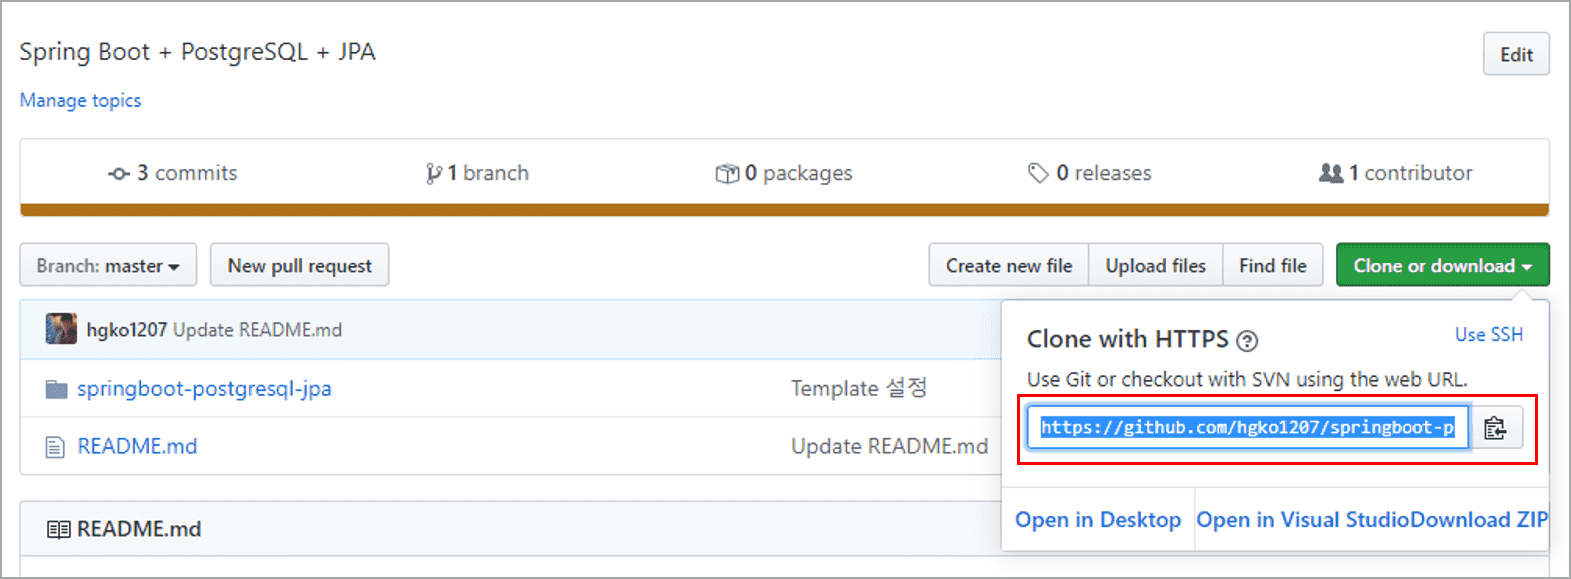 Spring Boot + PostgreSQL + JPA
Edit
Manage topics
3 commits
1 branch
0 packages
0 releases
1 contributor
Branch: master
New pull request
Create new file
Upload files
Find file
Clone or download
hgko1207 Update README.md
Clone with HTTPS
Use SSH
Use Git or checkout with SVN using the web URL.
https://github.com/hgko1207/springboot-p
springboot-postgresql-jpa
Template 설정
README.md
Update README.md
Open in Desktop
Open in Visual Studio
Download ZIP
README.md